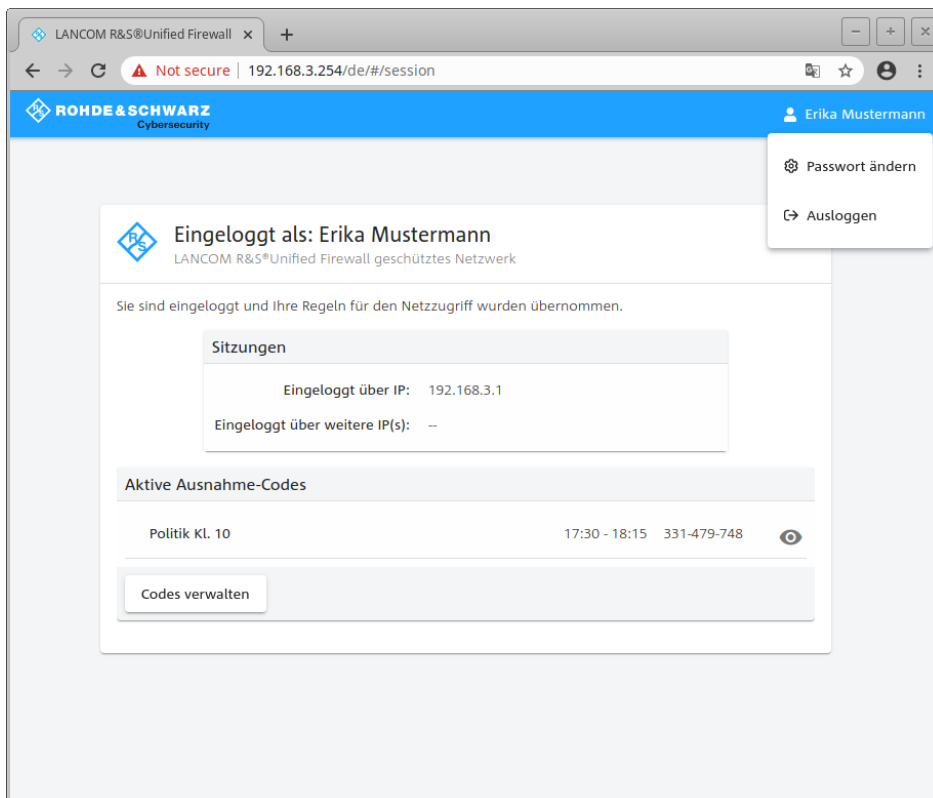 LANCOM R&S®Unified Firewall
Not secure | 192.168.3.254/de/#/session
ROHDE&SCHWARZ
Cybersecurity
Erika Mustermann
Passwort ändern
Ausloggen
R S
Eingeloggt als: Erika Mustermann
LANCOM R&S®Unified Firewall geschütztes Netzwerk
Sie sind eingeloggt und Ihre Regeln für den Netzzugriff wurden übernommen.
Sitzungen
Eingeloggt über IP: 192.168.3.1
Eingeloggt über weitere IP(s): --
Aktive Ausnahme-Codes
Politik Kl. 10 17:30 - 18:15 331-479-748
Codes verwalten